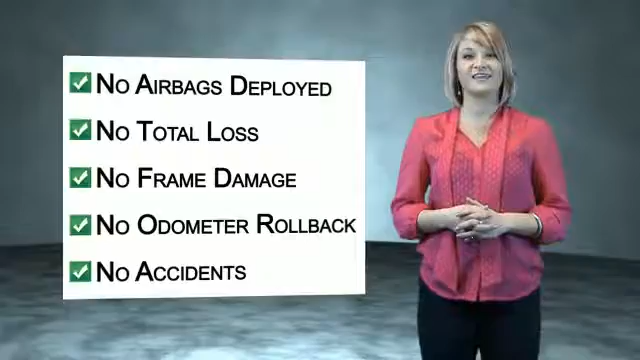 No Airbags Deployed
No Total Loss
No Frame Damage
No Odometer Rollback
No Accidents